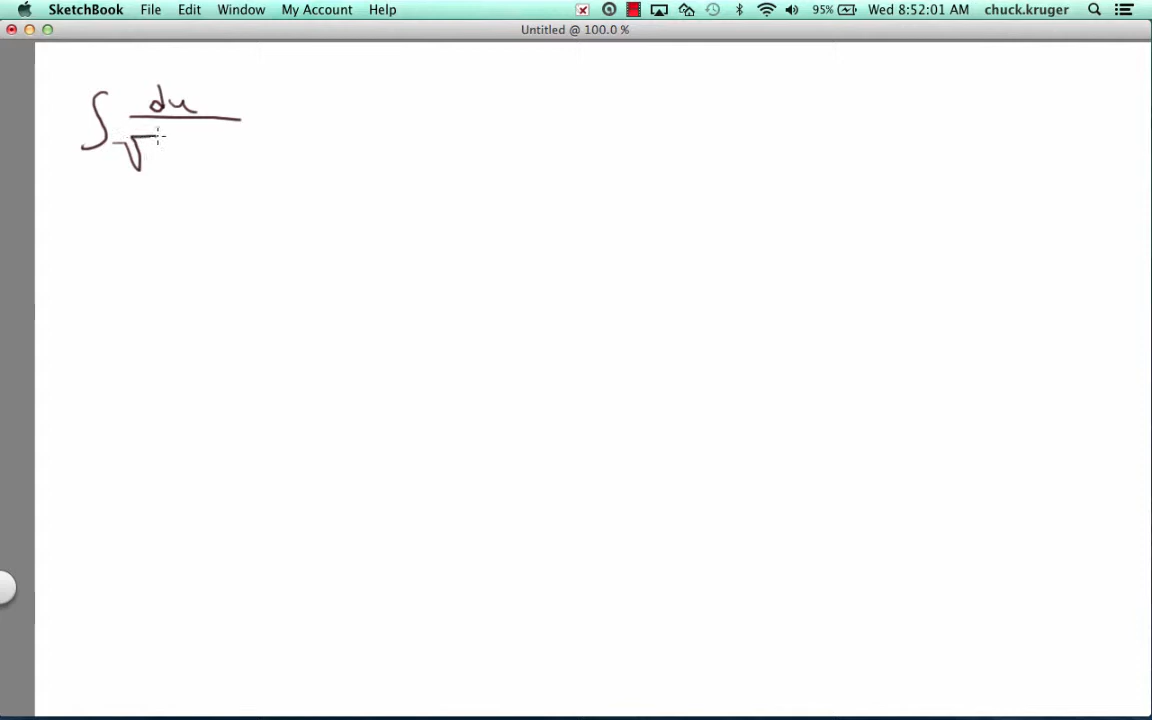 SketchBook File Edit Window My Account Help 95% Wed 8:52:01 AM chuck.kruger
Untitled @ 100.0 %
∫ du
√